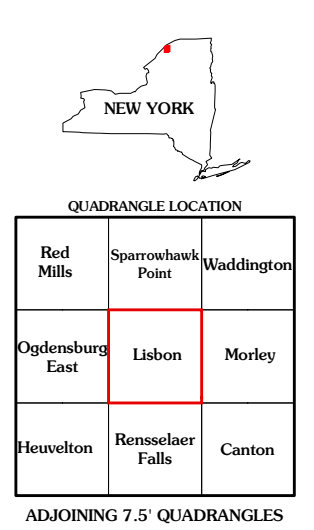 NEW YORK
QUADRANGLE LOCATION
Red
Mills
Sparrowhawk
Point
Waddington
Ogdensburg
East
Lisbon
Morley
Heuvelton
Rensselaer
Falls
Canton
ADJOINING 7.5' QUADRANGLES